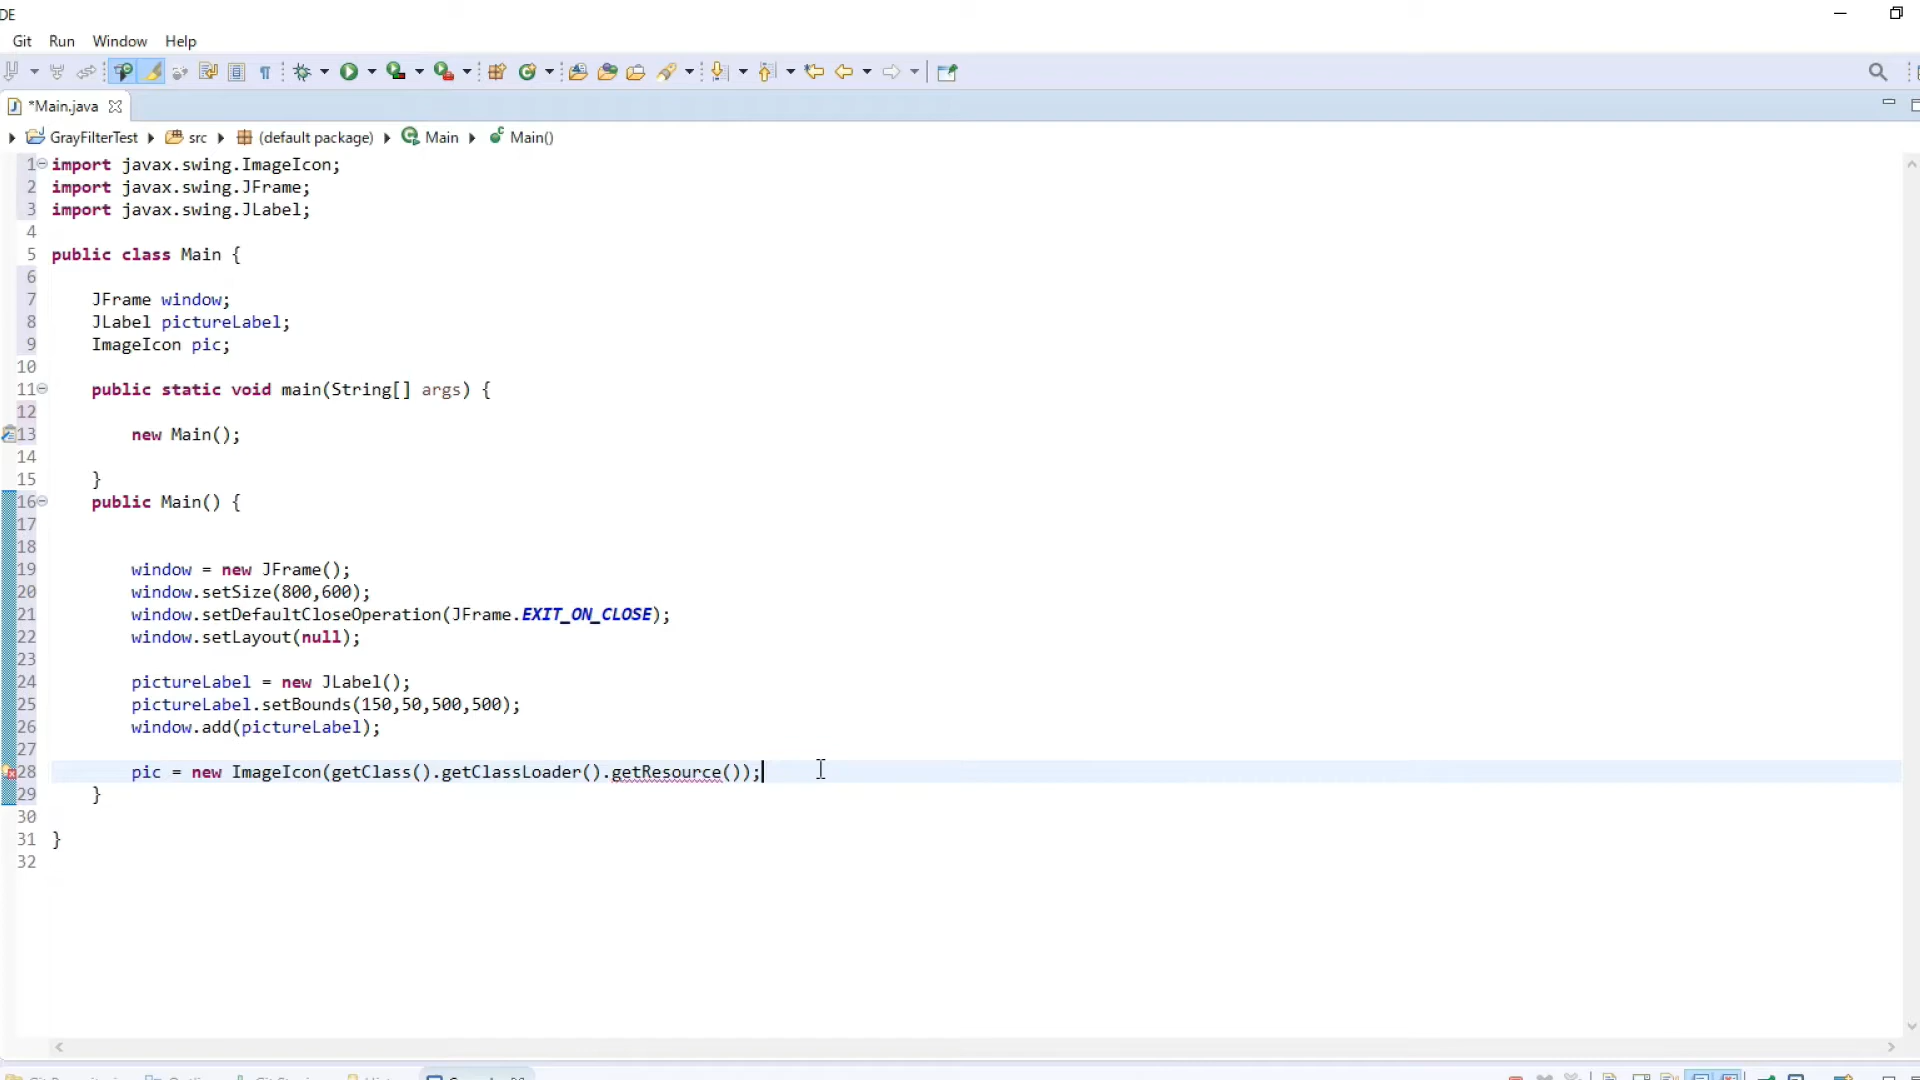 DE
Git Run Window Help
*Main.java
GrayFilterTest src (default package) Main Main()
1 import javax.swing.ImageIcon;
2 import javax.swing.JFrame;
3 import javax.swing.JLabel;
4
5 public class Main {
6
7 JFrame window;
8 JLabel pictureLabel;
9 ImageIcon pic;
10
11 public static void main(String[] args) {
12
13 new Main();
14
15 }
16 public Main() {
17
18
19 window = new JFrame();
20 window.setSize(800,600);
21 window.setDefaultCloseOperation(JFrame.EXIT_ON_CLOSE);
22 window.setLayout(null);
23
24 pictureLabel = new JLabel();
25 pictureLabel.setBounds(150,50,500,500);
26 window.add(pictureLabel);
27
28 pic = new ImageIcon(getClass().getClassLoader().getResource());
29 }
30
31 }
32